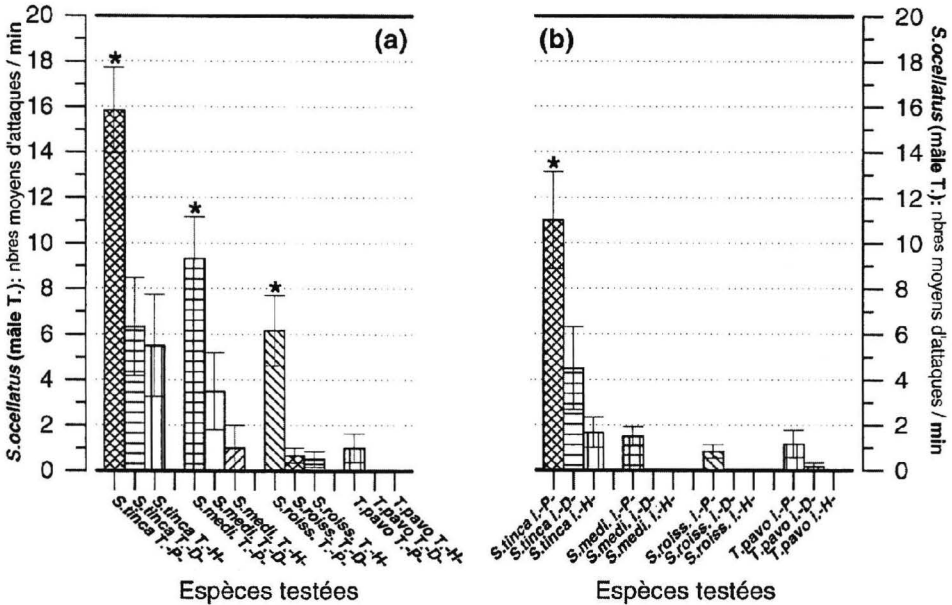 20
18
16
14
12
10
8
6
4
2
0
S.ocellatus (mâle T.): nbres moyens d'attaques / min
(a)
*
*
*
S.tinca T.-P-
S.tinca T.-D-
S.tinca T.-H-
S.medi. T.-P-
S.medi. T.-D-
S.medi. T.-H-
S.roiss. T.-P-
S.roiss. T.-D-
S.roiss. T.-H-
T.pavo T.-P-
T.pavo T.-D-
T.pavo T.-H-
Espèces testées
(b)
*
S.tinca I.-P-
S.tinca I.-D-
S.tinca I.-H-
S.medi. I.-P-
S.medi. I.-D-
S.medi. I.-H-
S.roiss. I.-P-
S.roiss. I.-D-
S.roiss. I.-H-
T.pavo I.-P-
T.pavo I.-D-
T.pavo I.-H-
Espèces testées
20
18
16
14
12
10
8
6
4
2
0
S.ocellatus (mâle T.): nbres moyens d'attaques / min